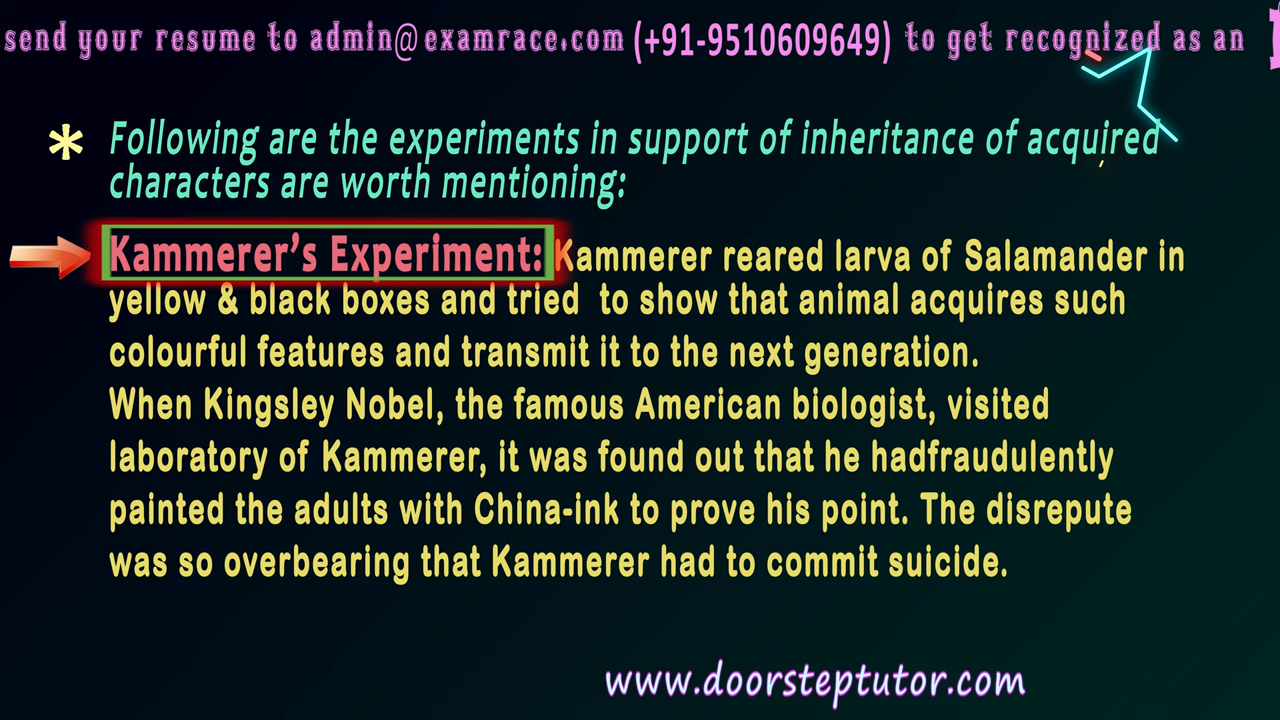 send your resume to admin@examrace.com (+91-9510609649) to get recognized as an
* Following are the experiments in support of inheritance of acquired
characters are worth mentioning:
Kammerer’s Experiment: Kammerer reared larva of Salamander in
yellow & black boxes and tried to show that animal acquires such
colourful features and transmit it to the next generation.
When Kingsley Nobel, the famous American biologist, visited
laboratory of Kammerer, it was found out that he hadfraudulently
painted the adults with China-ink to prove his point. The disrepute
was so overbearing that Kammerer had to commit suicide.
www.doorsteptutor.com